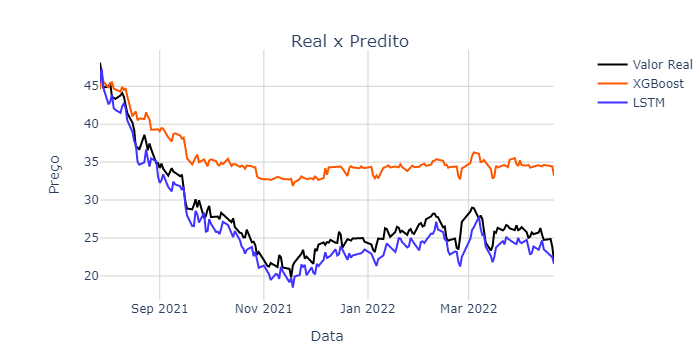 Real x Predito
Valor Real
XGBoost
LSTM
Preço
45
40
35
30
25
20
Sep 2021
Nov 2021
Jan 2022
Mar 2022
Data